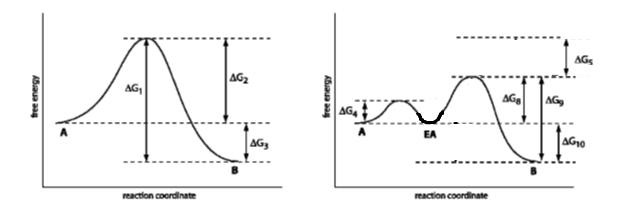 free energy
ΔG₁
ΔG₂
ΔG₃
A
B
reaction coordinate
free energy
ΔG₄
ΔG₅
ΔG₈
ΔG₉
ΔG₁₀
A
EA
B
reaction coordinate